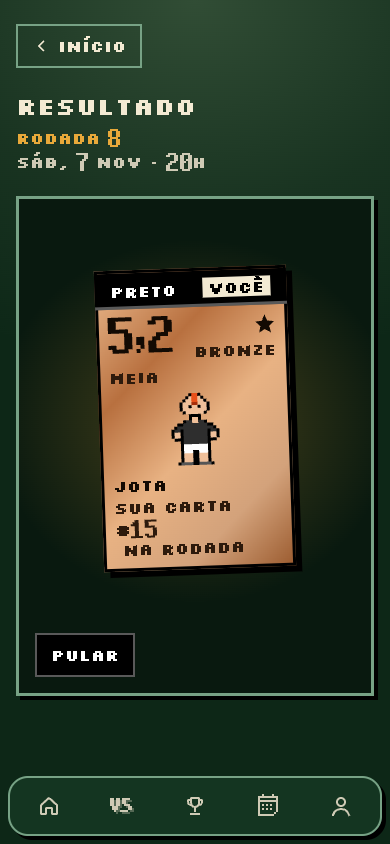 INÍCIO
RESULTADO
RODADA 8
SÁB, 7 NOV · 20H
PRETO VOCÊ
5,2 ★
BRONZE
MEIA
JOTA
SUA CARTA
#15
NA RODADA
PULAR
VS